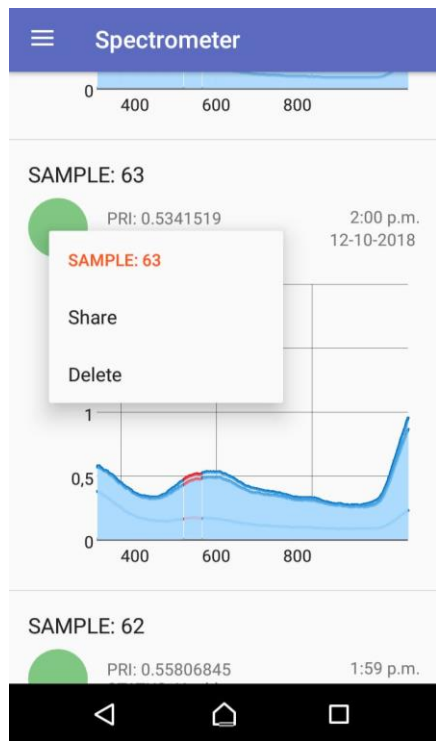 Spectrometer
0
400 600 800
SAMPLE: 63
PRI: 0.5341519 2:00 p.m.
12-10-2018
SAMPLE: 63
Share
Delete
1
0,5
0
400 600 800
SAMPLE: 62
PRI: 0.55806845 1:59 p.m.